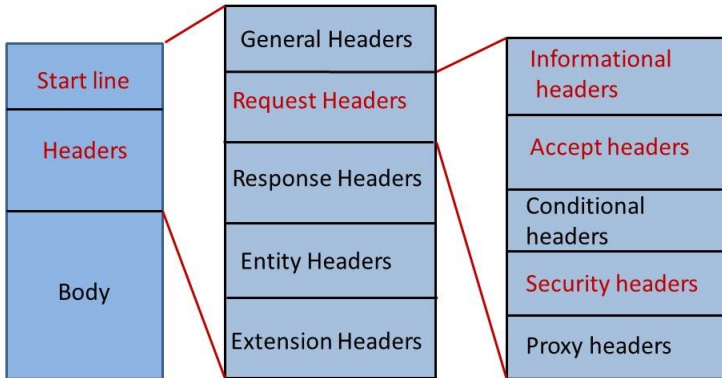 Start line
Headers
Body
General Headers
Request Headers
Response Headers
Entity Headers
Extension Headers
Informational
headers
Accept headers
Conditional
headers
Security headers
Proxy headers